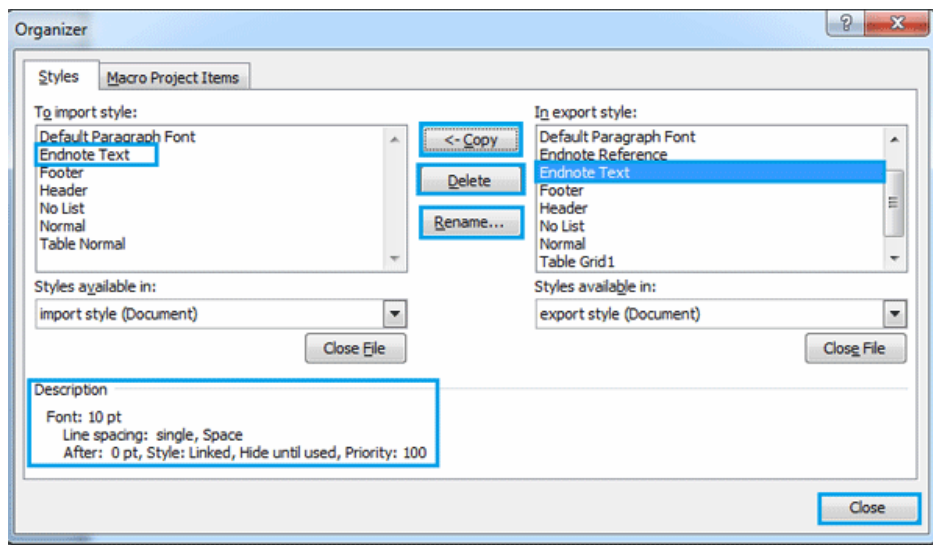 Organizer
Styles
Macro Project Items
To import style:
Default Paragraph Font
Endnote Text
Footer
Header
No List
Normal
Table Normal
<- Copy
Delete
Rename...
In export style:
Default Paragraph Font
Endnote Reference
Endnote Text
Footer
Header
No List
Normal
Table Grid1
Styles available in:
import style (Document)
Close File
Styles available in:
export style (Document)
Close File
Description
Font: 10 pt
Line spacing: single, Space
After: 0 pt, Style: Linked, Hide until used, Priority: 100
Close